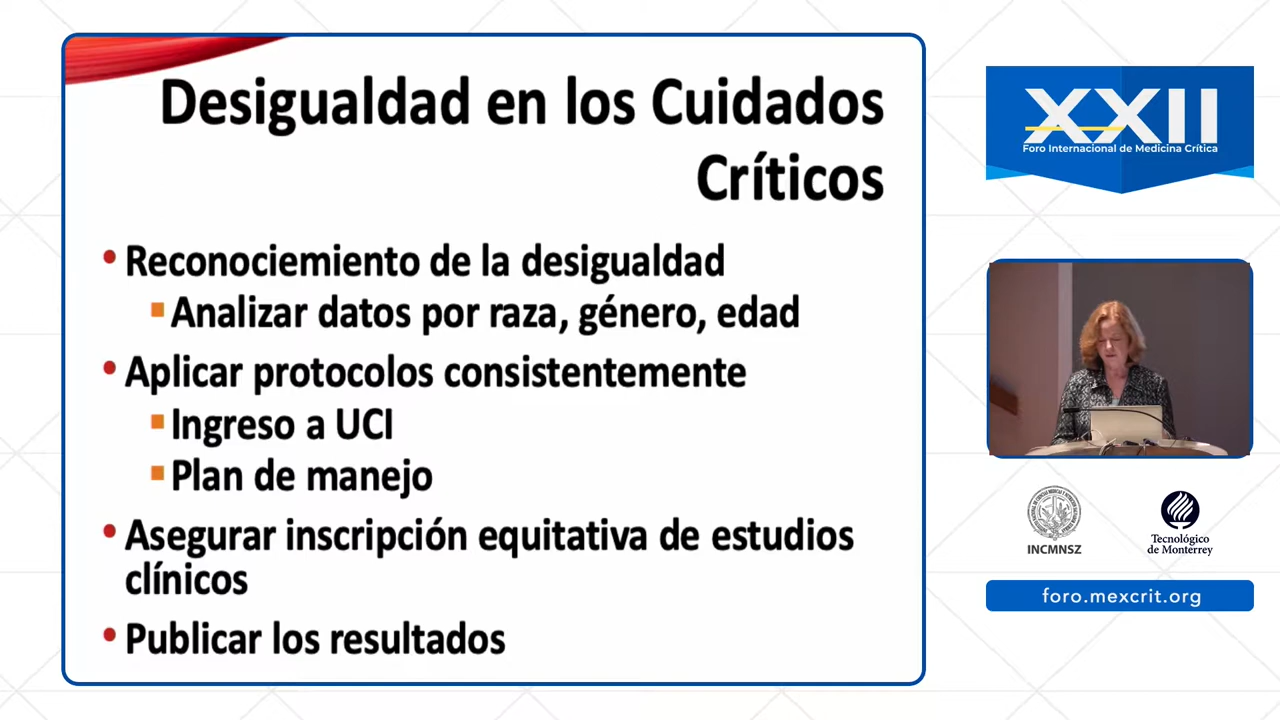 Desigualdad en los Cuidados
Críticos
• Reconociemiento de la desigualdad
▪ Analizar datos por raza, género, edad
• Aplicar protocolos consistentemente
▪ Ingreso a UCI
▪ Plan de manejo
• Asegurar inscripción equitativa de estudios
clínicos
• Publicar los resultados
XXII
Foro Internacional de Medicina Crítica
INCMNSZ
Tecnológico
de Monterrey
foro.mexcrit.org